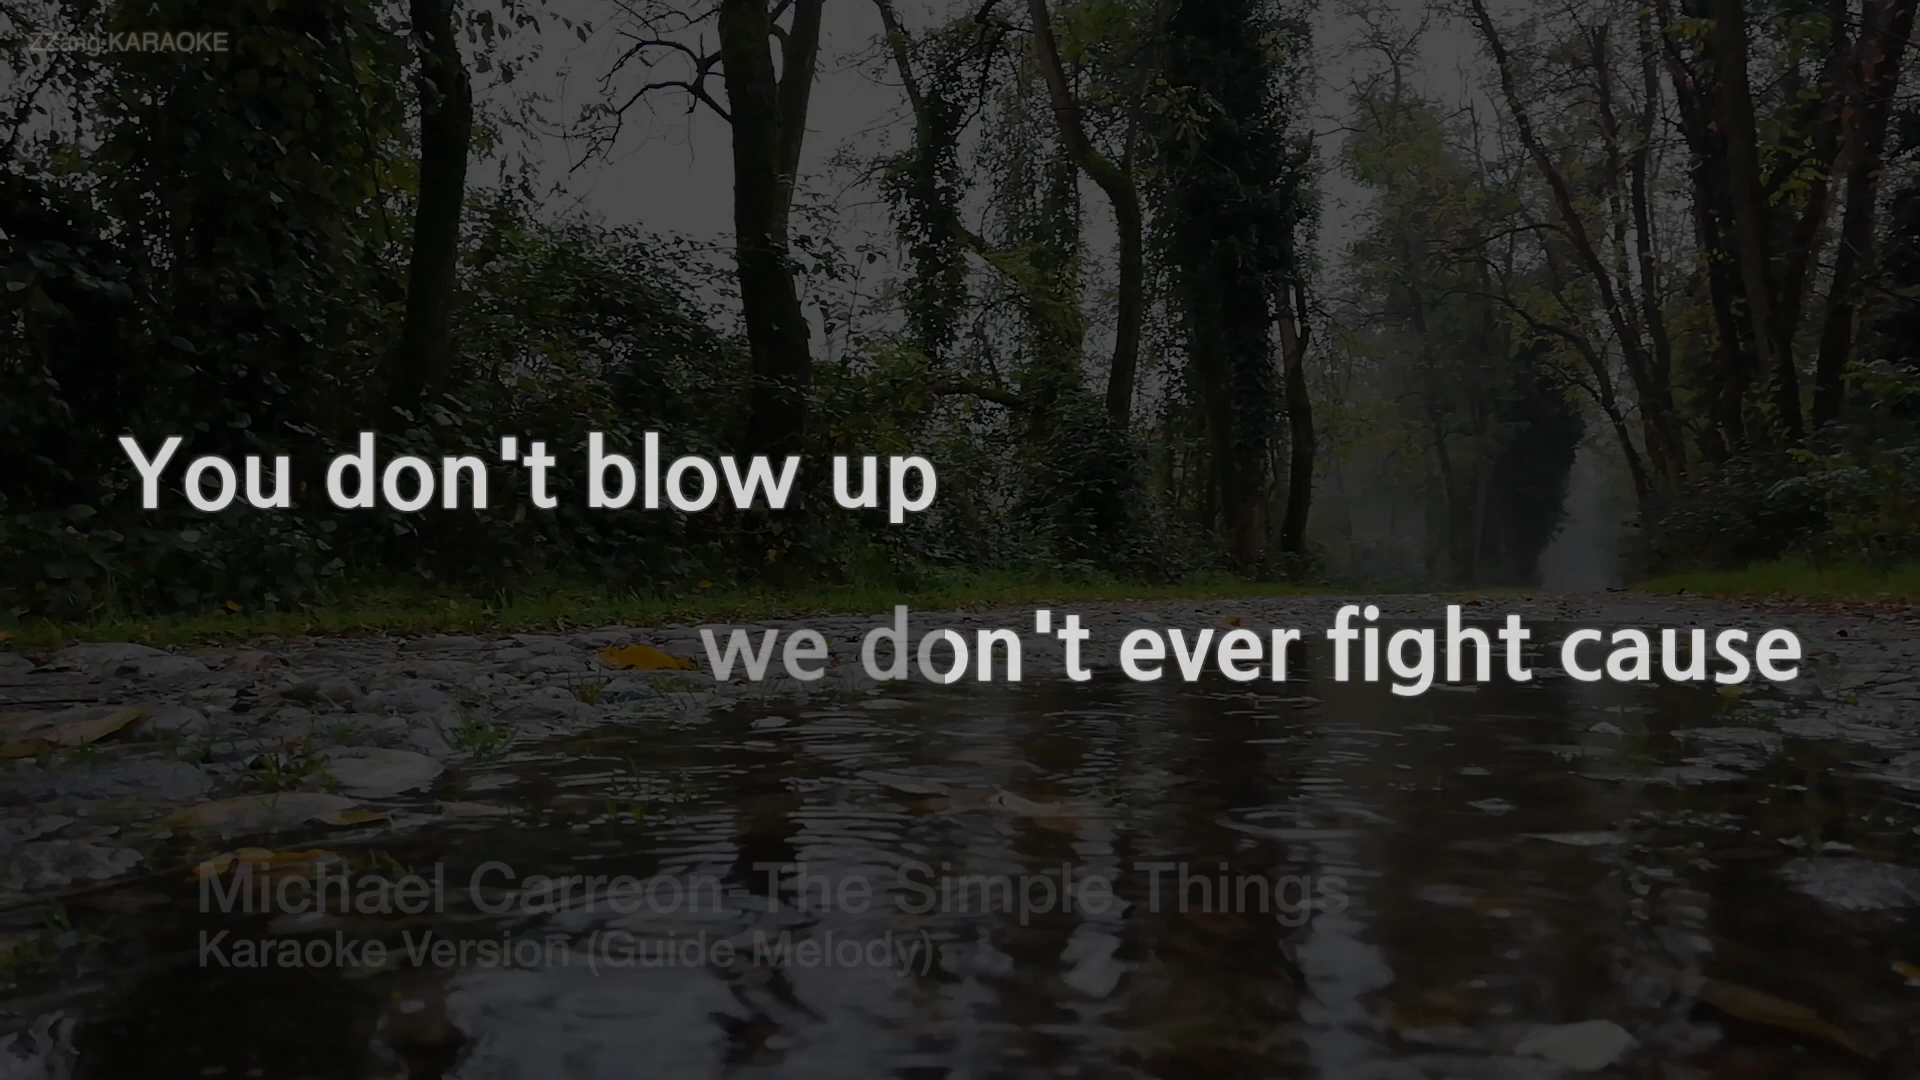 ZZang KARAOKE
You don't blow up
we don't ever fight cause
Michael Carreon-The Simple Things
Karaoke Version (Guide Melody)